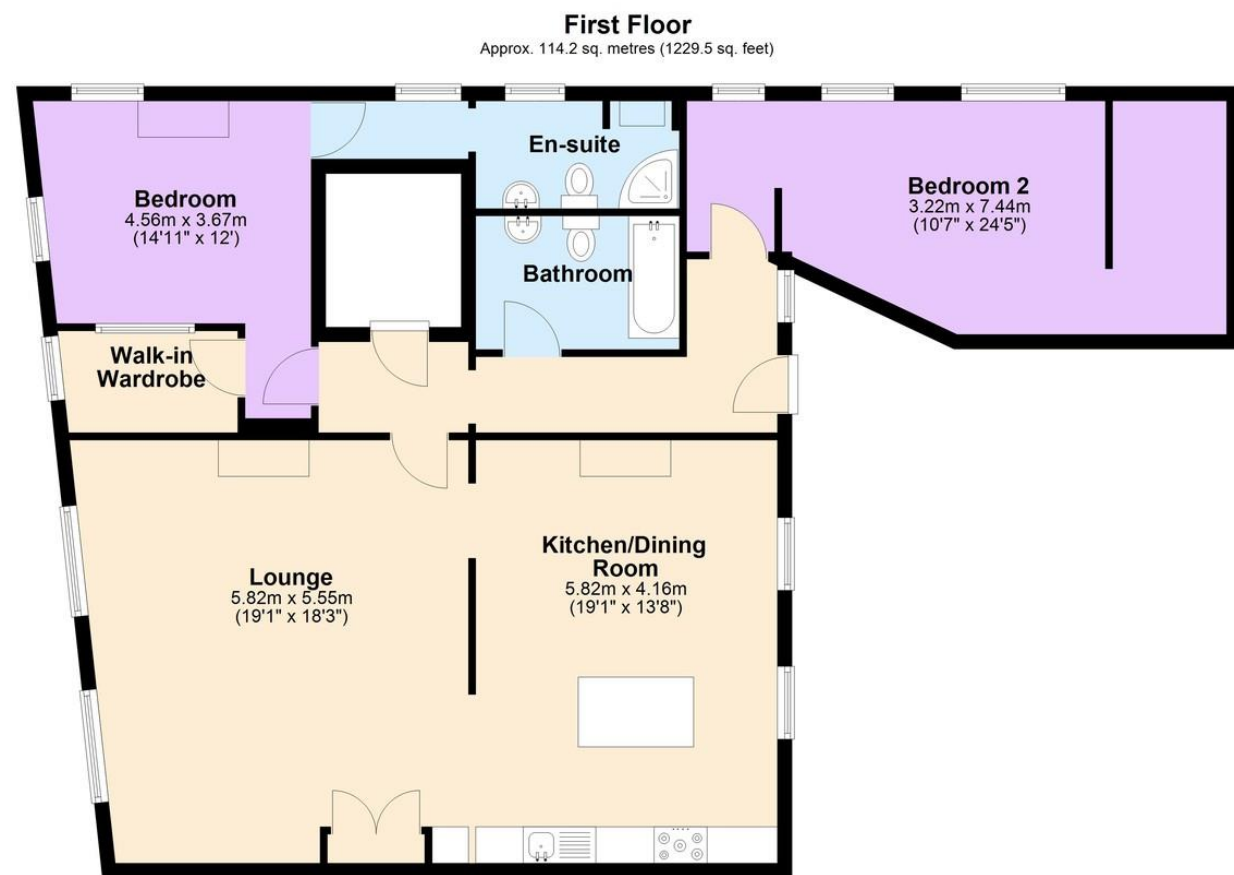 First Floor
Approx. 114.2 sq. metres (1229.5 sq. feet)
En-suite
Bedroom
4.56m x 3.67m
(14'11" x 12')
Bedroom 2
3.22m x 7.44m
(10'7" x 24'5")
Bathroom
Walk-in
Wardrobe
Lounge
5.82m x 5.55m
(19'1" x 18'3")
Kitchen/Dining
Room
5.82m x 4.16m
(19'1" x 13'8")